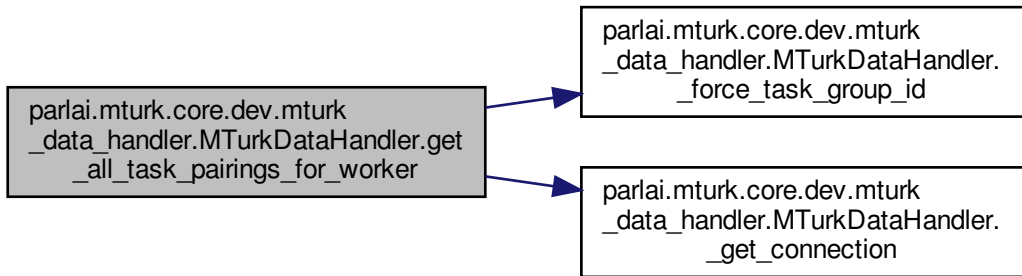 parlai.mturk.core.dev.mturk
_data_handler.MTurkDataHandler.get
_all_task_pairings_for_worker
parlai.mturk.core.dev.mturk
_data_handler.MTurkDataHandler.
_force_task_group_id
parlai.mturk.core.dev.mturk
_data_handler.MTurkDataHandler.
_get_connection